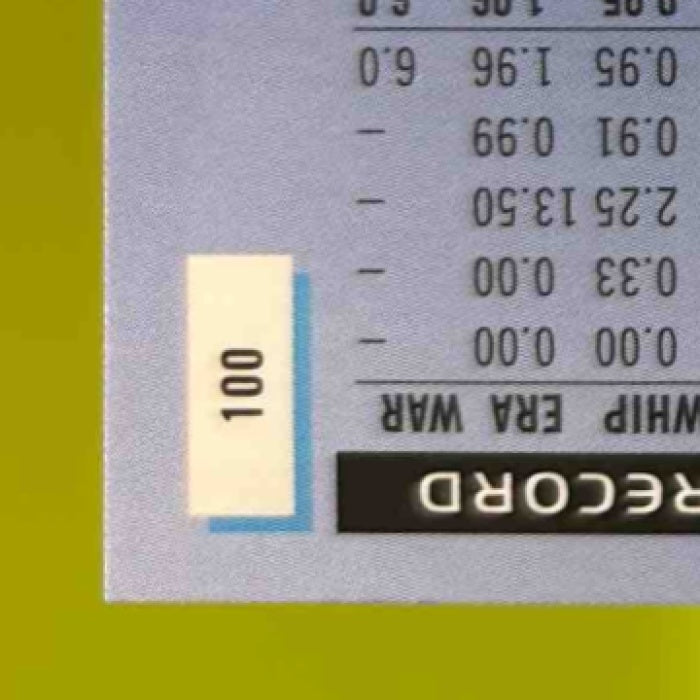 RECORD
WHIP ERA WAR
0.00 0.00 –
0.33 0.00 –
2.25 13.50 –
0.91 0.99 –
0.95 1.96 6.0
100